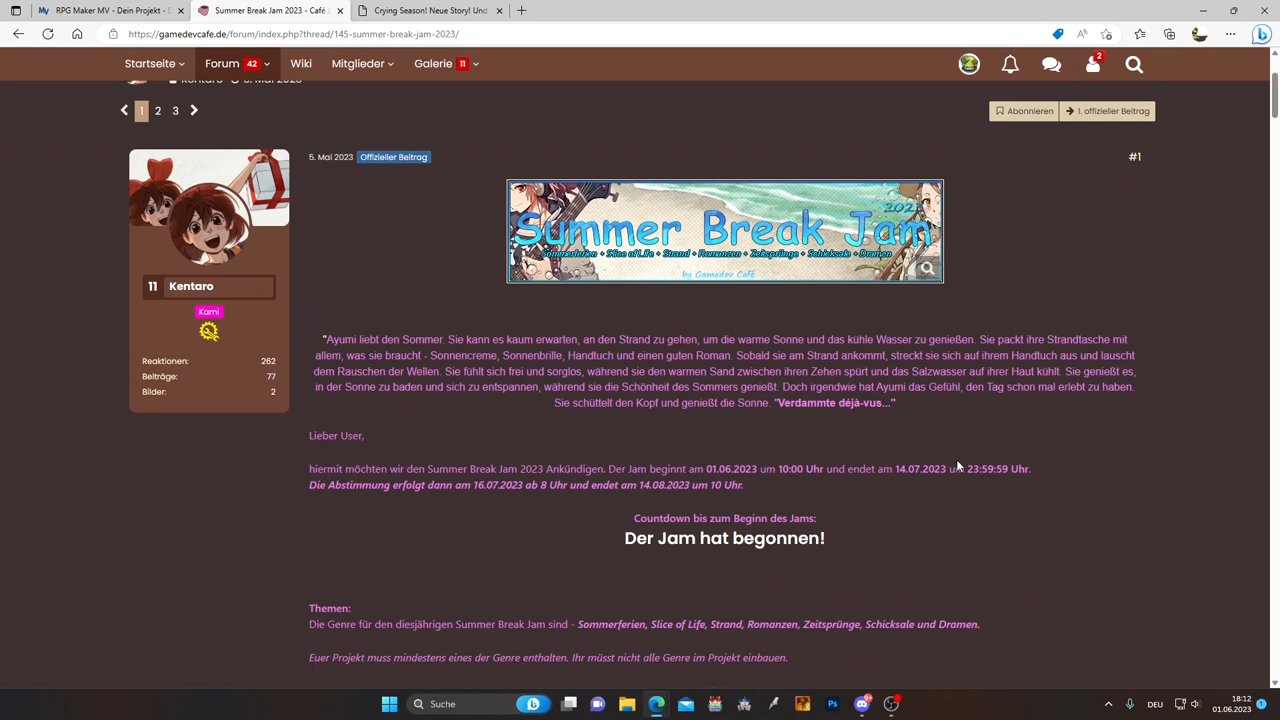 RPG Maker MV - Dein Projekt - D
Summer Break Jam 2023 - Café J
Crying Season! Neue Story! Und
https://gamedevcafe.de/forum/index.php?thread/145-summer-break-jam-2023/
Startseite
Forum 42
Wiki
Mitglieder
Galerie 11
2
Kentaro 5. Mai 2023
1 2 3
Abonnieren
1. offizieller Beitrag
5. Mai 2023 Offizieller Beitrag
#1
2023
Summer Break Jam
Sommerferien • Slice of Life • Strand • Romanzen • Zeitsprünge • Schicksale • Dramen
by Gamedev Café
11 Kentaro
Kami
Reaktionen: 262
Beiträge: 77
Bilder: 2
"Ayumi liebt den Sommer. Sie kann es kaum erwarten, an den Strand zu gehen, um die warme Sonne und das kühle Wasser zu genießen. Sie packt ihre Strandtasche mit
allem, was sie braucht - Sonnencreme, Sonnenbrille, Handtuch und einen guten Roman. Sobald sie am Strand ankommt, streckt sie sich auf ihrem Handtuch aus und lauscht
dem Rauschen der Wellen. Sie fühlt sich frei und sorglos, während sie den warmen Sand zwischen ihren Zehen spürt und das Salzwasser auf ihrer Haut kühlt. Sie genießt es,
in der Sonne zu baden und sich zu entspannen, während sie die Schönheit des Sommers genießt. Doch irgendwie hat Ayumi das Gefühl, den Tag schon mal erlebt zu haben.
Sie schüttelt den Kopf und genießt die Sonne. "Verdammte déjà-vus..."
Lieber User,
hiermit möchten wir den Summer Break Jam 2023 Ankündigen. Der Jam beginnt am 01.06.2023 um 10:00 Uhr und endet am 14.07.2023 um 23:59:59 Uhr.
Die Abstimmung erfolgt dann am 16.07.2023 ab 8 Uhr und endet am 14.08.2023 um 10 Uhr.
Countdown bis zum Beginn des Jams:
Der Jam hat begonnen!
Themen:
Die Genre für den diesjährigen Summer Break Jam sind - Sommerferien, Slice of Life, Strand, Romanzen, Zeitsprünge, Schicksale und Dramen.
Euer Projekt muss mindestens eines der Genre enthalten. Ihr müsst nicht alle Genre im Projekt einbauen.
Suche
DEU
18:12
01.06.2023